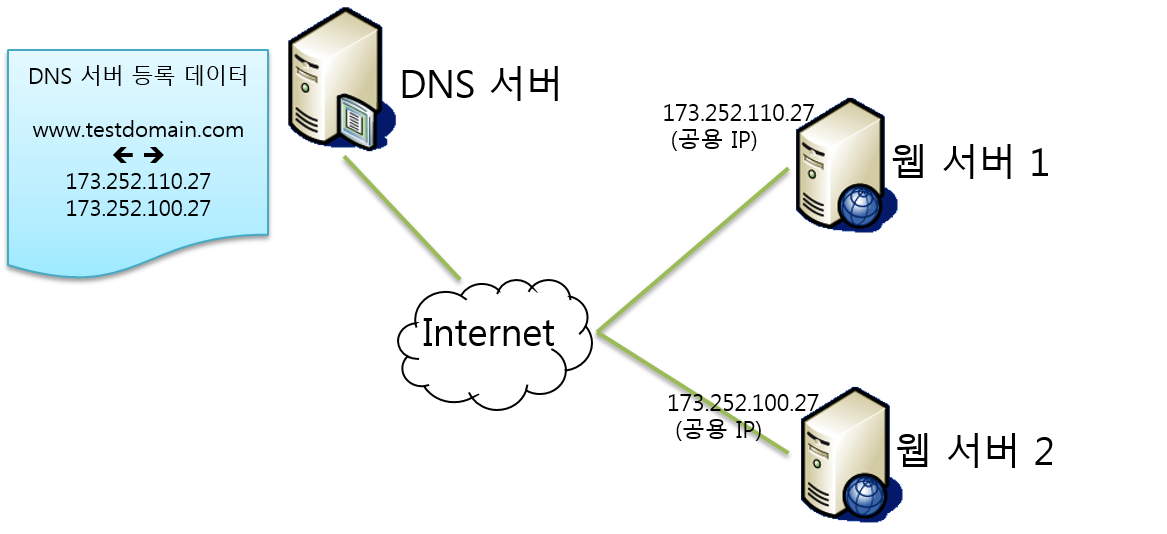 DNS 서버 등록 데이터
www.testdomain.com
🡨 🡪
173.252.110.27
173.252.100.27
DNS 서버
Internet
173.252.110.27
(공용 IP)
웹 서버 1
173.252.100.27
(공용 IP)
웹 서버 2